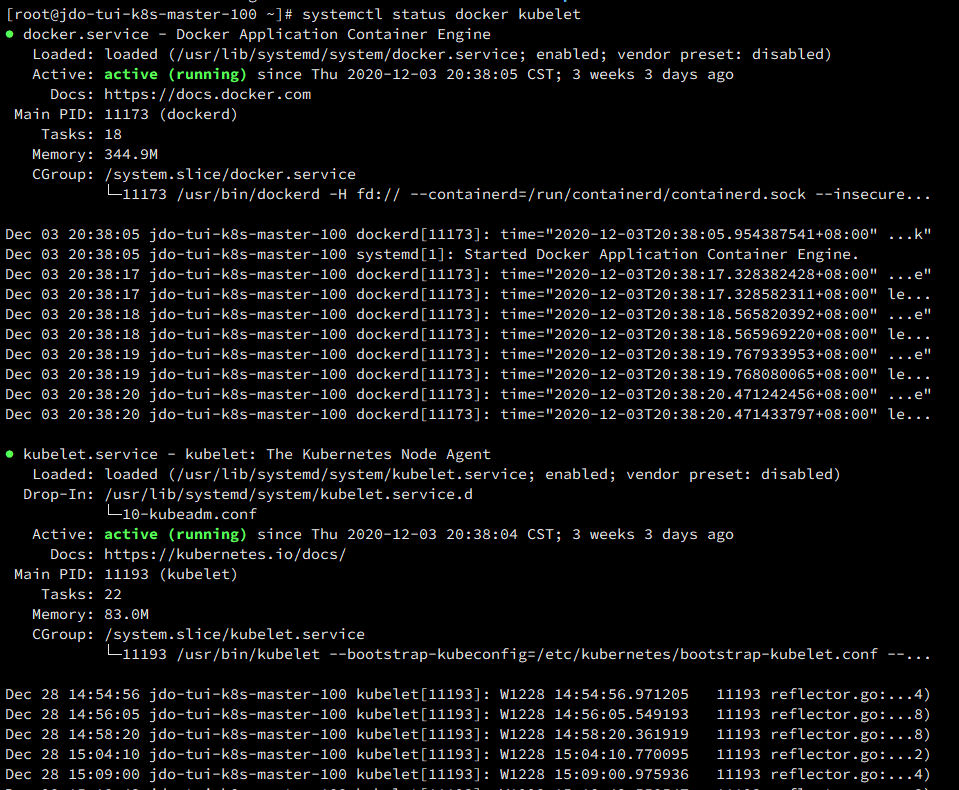 [root@jdo-tui-k8s-master-100 ~]# systemctl status docker kubelet
● docker.service - Docker Application Container Engine
   Loaded: loaded (/usr/lib/systemd/system/docker.service; enabled; vendor preset: disabled)
   Active: active (running) since Thu 2020-12-03 20:38:05 CST; 3 weeks 3 days ago
     Docs: https://docs.docker.com
 Main PID: 11173 (dockerd)
    Tasks: 18
   Memory: 344.9M
   CGroup: /system.slice/docker.service
           └─11173 /usr/bin/dockerd -H fd:// --containerd=/run/containerd/containerd.sock --insecure...
Dec 03 20:38:05 jdo-tui-k8s-master-100 dockerd[11173]: time="2020-12-03T20:38:05.954387541+08:00" ...k"
Dec 03 20:38:05 jdo-tui-k8s-master-100 systemd[1]: Started Docker Application Container Engine.
Dec 03 20:38:17 jdo-tui-k8s-master-100 dockerd[11173]: time="2020-12-03T20:38:17.328382428+08:00" ...e"
Dec 03 20:38:17 jdo-tui-k8s-master-100 dockerd[11173]: time="2020-12-03T20:38:17.328582311+08:00" le...
Dec 03 20:38:18 jdo-tui-k8s-master-100 dockerd[11173]: time="2020-12-03T20:38:18.565820392+08:00" ...e"
Dec 03 20:38:18 jdo-tui-k8s-master-100 dockerd[11173]: time="2020-12-03T20:38:18.565969220+08:00" le...
Dec 03 20:38:19 jdo-tui-k8s-master-100 dockerd[11173]: time="2020-12-03T20:38:19.767933953+08:00" ...e"
Dec 03 20:38:19 jdo-tui-k8s-master-100 dockerd[11173]: time="2020-12-03T20:38:19.768080065+08:00" le...
Dec 03 20:38:20 jdo-tui-k8s-master-100 dockerd[11173]: time="2020-12-03T20:38:20.471242456+08:00" ...e"
Dec 03 20:38:20 jdo-tui-k8s-master-100 dockerd[11173]: time="2020-12-03T20:38:20.471433797+08:00" le...
● kubelet.service - kubelet: The Kubernetes Node Agent
   Loaded: loaded (/usr/lib/systemd/system/kubelet.service; enabled; vendor preset: disabled)
  Drop-In: /usr/lib/systemd/system/kubelet.service.d
           └─10-kubeadm.conf
   Active: active (running) since Thu 2020-12-03 20:38:04 CST; 3 weeks 3 days ago
     Docs: https://kubernetes.io/docs/
 Main PID: 11193 (kubelet)
    Tasks: 22
   Memory: 83.0M
   CGroup: /system.slice/kubelet.service
           └─11193 /usr/bin/kubelet --bootstrap-kubeconfig=/etc/kubernetes/bootstrap-kubelet.conf --...
Dec 28 14:54:56 jdo-tui-k8s-master-100 kubelet[11193]: W1228 14:54:56.971205   11193 reflector.go:...4)
Dec 28 14:56:05 jdo-tui-k8s-master-100 kubelet[11193]: W1228 14:56:05.549193   11193 reflector.go:...8)
Dec 28 14:58:20 jdo-tui-k8s-master-100 kubelet[11193]: W1228 14:58:20.361919   11193 reflector.go:...8)
Dec 28 15:04:10 jdo-tui-k8s-master-100 kubelet[11193]: W1228 15:04:10.770095   11193 reflector.go:...2)
Dec 28 15:09:00 jdo-tui-k8s-master-100 kubelet[11193]: W1228 15:09:00.975936   11193 reflector.go:...4)